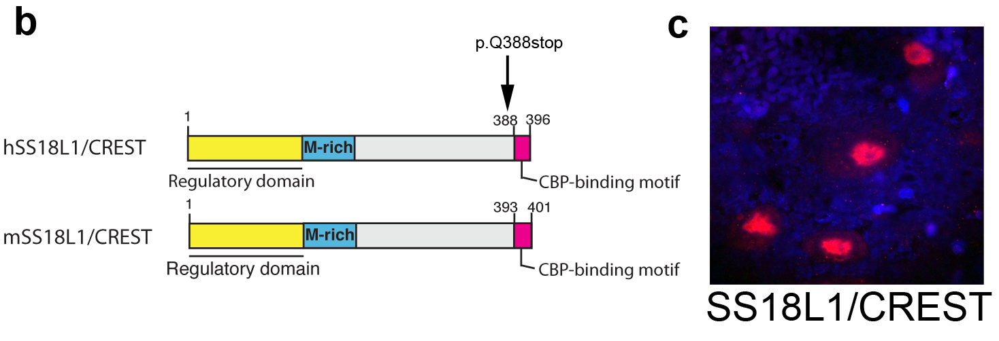 b
p.Q388stop
1
388
396
hSS18L1/CREST
M-rich
Regulatory domain
CBP-binding motif
1
393
401
mSS18L1/CREST
M-rich
Regulatory domain
CBP-binding motif
c
SS18L1/CREST